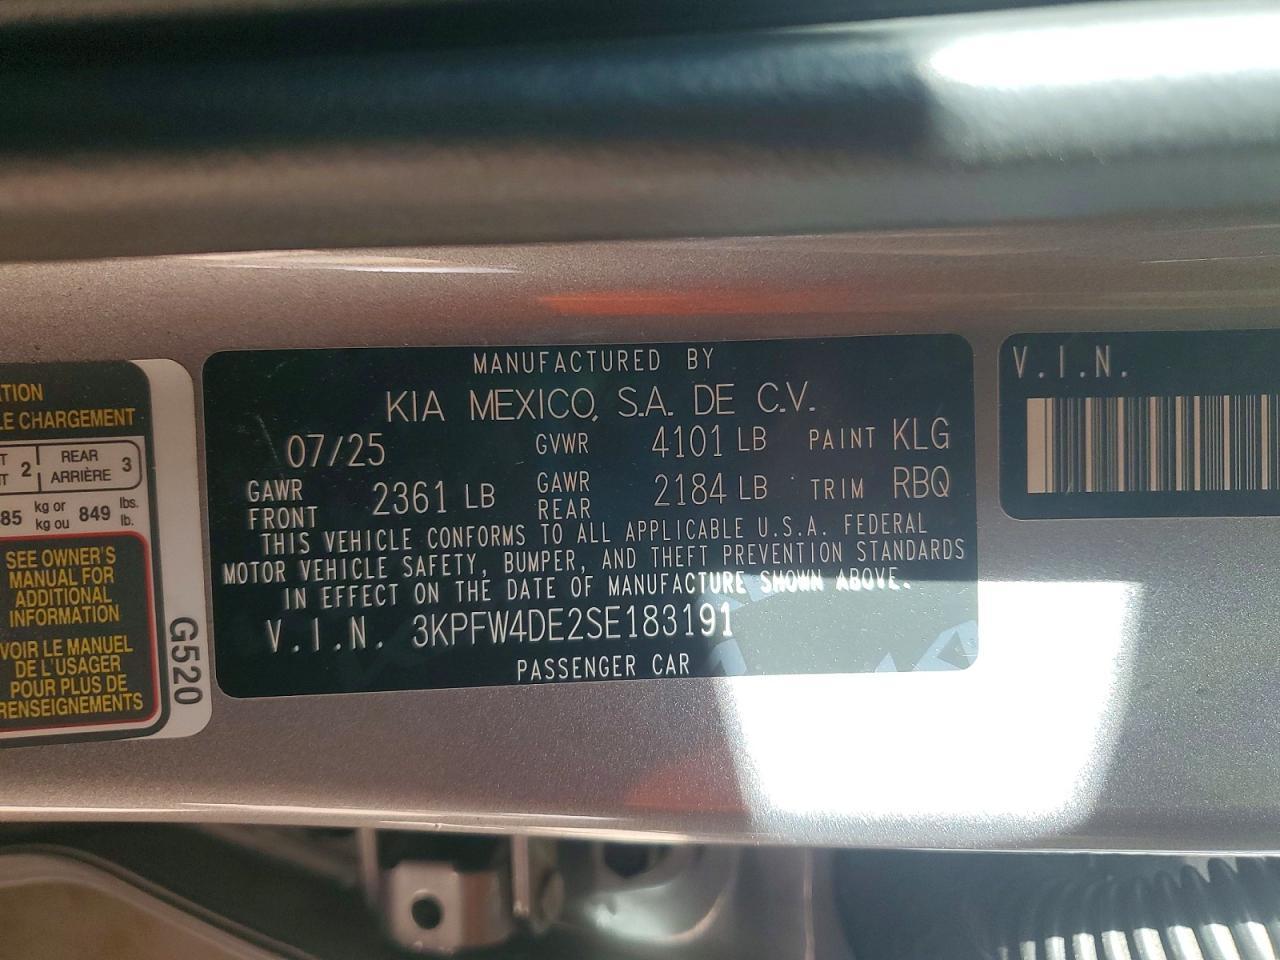 ATION
LE CHARGEMENT
2 REAR ARRIÈRE 3
385 kg or kg ou 849 lbs. lb.
SEE OWNER'S
MANUAL FOR
ADDITIONAL
INFORMATION
VOIR LE MANUEL
DE L'USAGER
POUR PLUS DE
RENSEIGNEMENTS
G520
MANUFACTURED BY
KIA MEXICO, S.A. DE C.V.
07/25 GVWR 4101 LB PAINT KLG
GAWR FRONT 2361 LB GAWR REAR 2184 LB TRIM RBQ
THIS VEHICLE CONFORMS TO ALL APPLICABLE U.S.A. FEDERAL
MOTOR VEHICLE SAFETY, BUMPER, AND THEFT PREVENTION STANDARDS
IN EFFECT ON THE DATE OF MANUFACTURE SHOWN ABOVE.
V.I.N. 3KPFW4DE2SE183191
PASSENGER CAR
V.I.N.